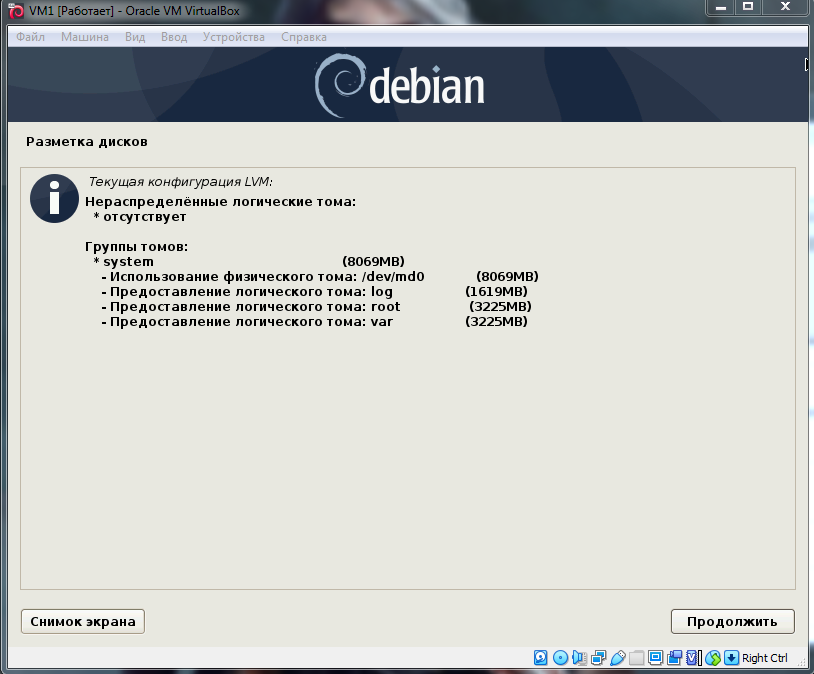 VM1 [Работает] - Oracle VM VirtualBox
Файл Машина Вид Ввод Устройства Справка
debian
Разметка дисков
Текущая конфигурация LVM:
Нераспределённые логические тома:
* отсутствует
Группы томов:
* system (8069MB)
- Использование физического тома: /dev/md0 (8069MB)
- Предоставление логического тома: log (1619MB)
- Предоставление логического тома: root (3225MB)
- Предоставление логического тома: var (3225MB)
Снимок экрана Продолжить
Right Ctrl